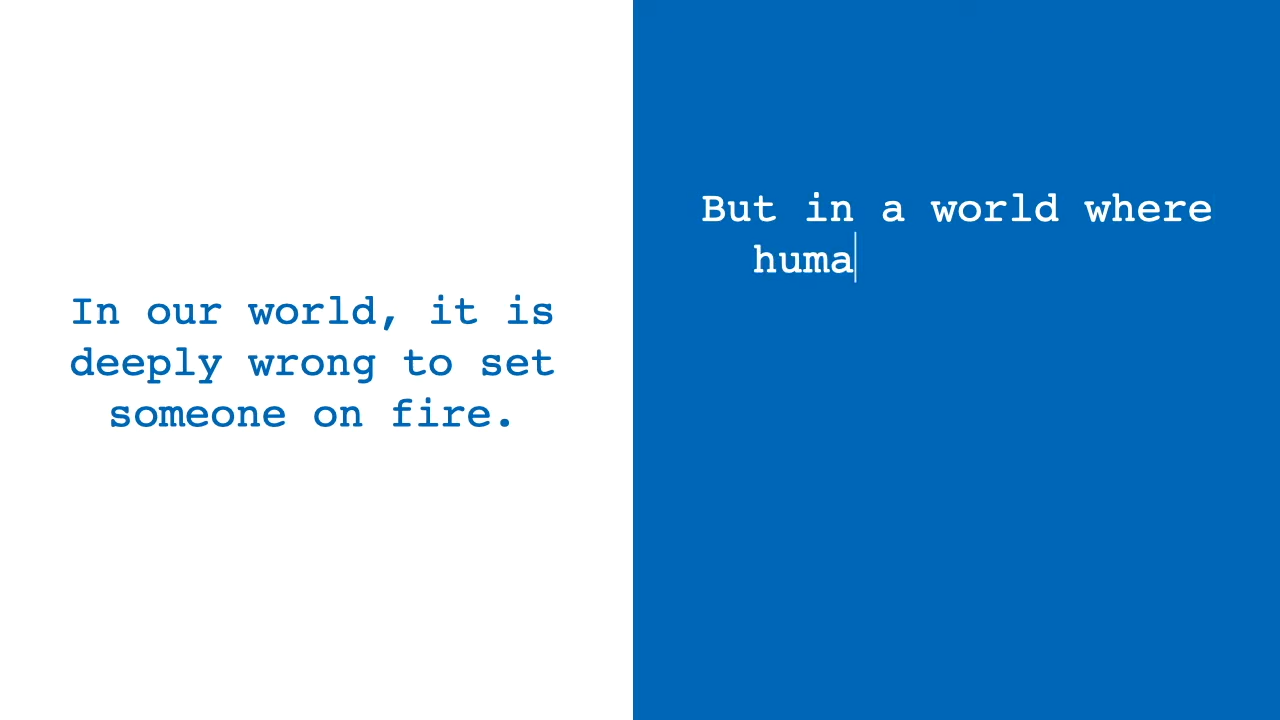 In our world, it is
deeply wrong to set
someone on fire.
But in a world where
huma